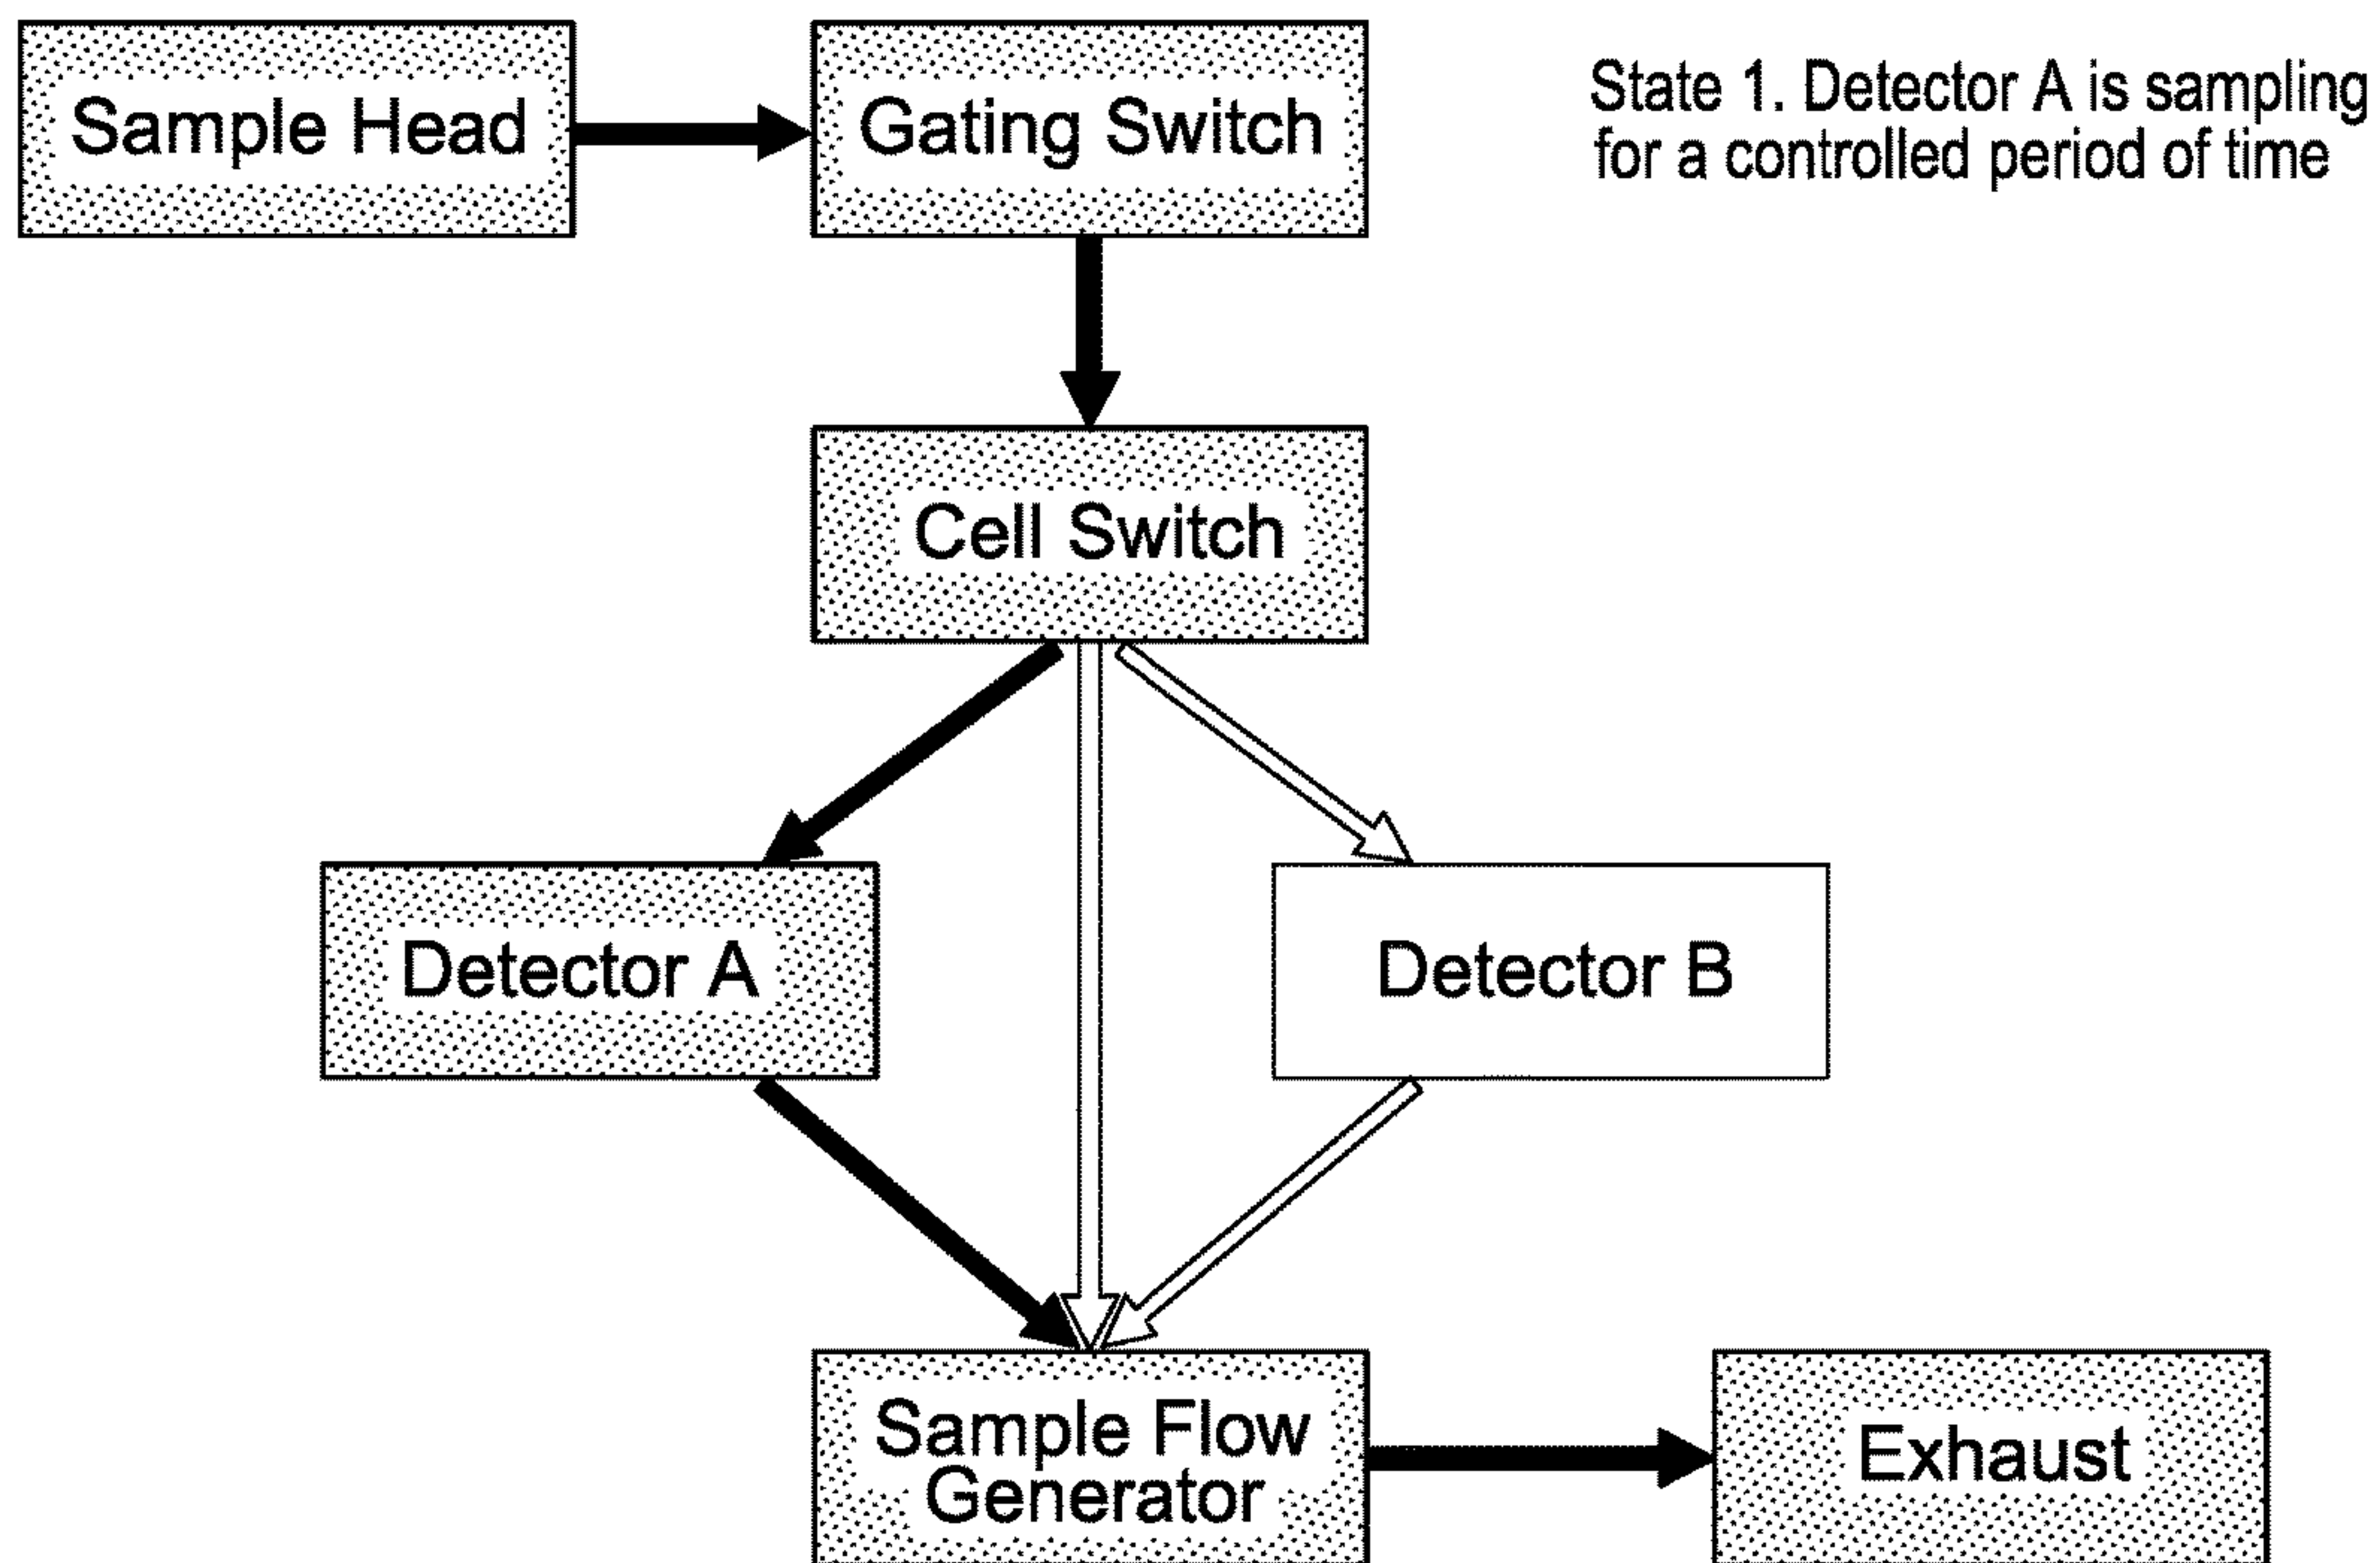 Sample Head
Gating Switch
State 1. Detector A is sampling
for a controlled period of time
Cell Switch
Detector A
Detector B
Sample Flow
Generator
Exhaust